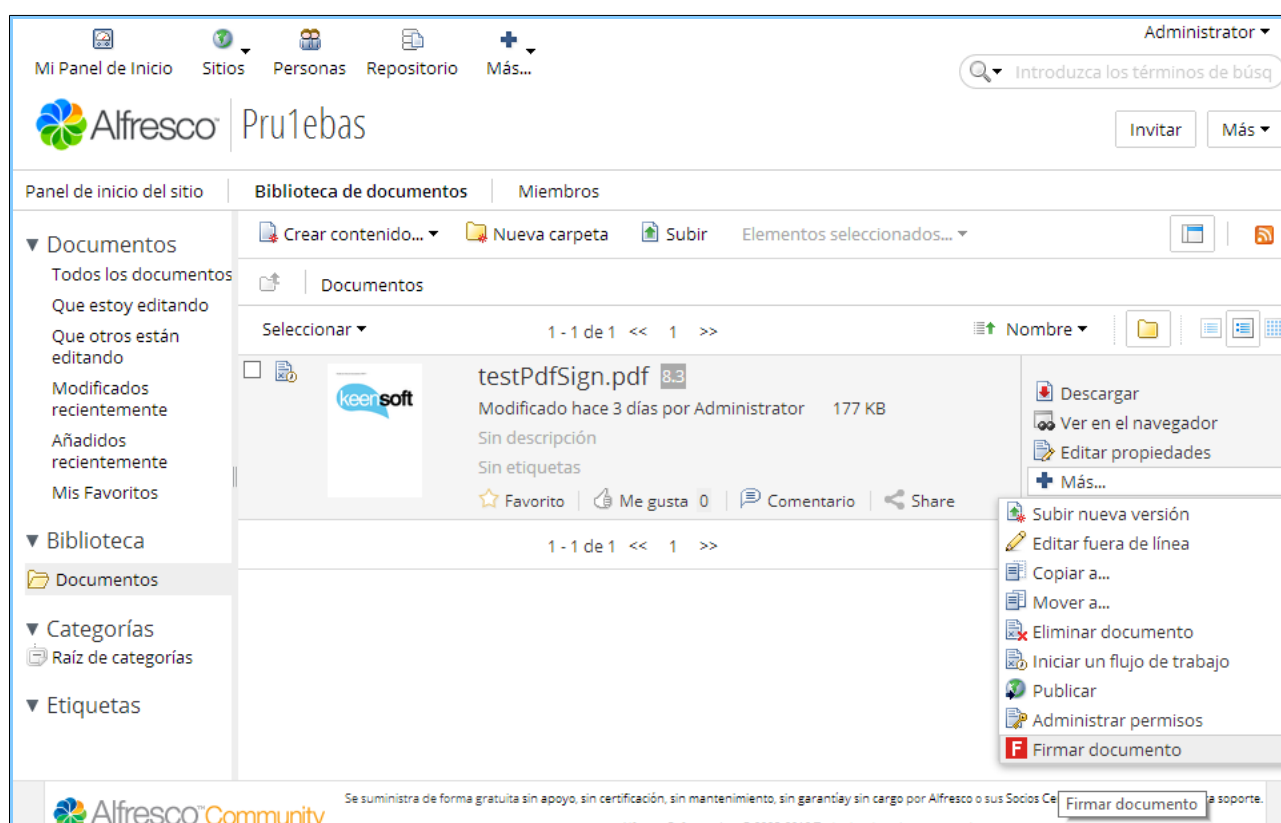 Administrator
Mi Panel de Inicio Sitios Personas Repositorio Más...
Introduzca los términos de búsq
Alfresco Pru1ebas
Invitar Más
Panel de inicio del sitio Biblioteca de documentos Miembros
Crear contenido... Nueva carpeta Subir Elementos seleccionados...
Documentos
Todos los documentos
Que estoy editando
Que otros están
editando
Modificados
recientemente
Añadidos
recientemente
Mis Favoritos
Biblioteca
Documentos
Categorías
Raíz de categorías
Etiquetas
Documentos
Seleccionar 1 - 1 de 1 << 1 >> Nombre
keensoft
testPdfSign.pdf 8.3
Modificado hace 3 días por Administrator 177 KB
Sin descripción
Sin etiquetas
Favorito Me gusta 0 Comentario Share
Descargar
Ver en el navegador
Editar propiedades
Más...
Subir nueva versión
Editar fuera de línea
Copiar a...
Mover a...
Eliminar documento
Iniciar un flujo de trabajo
Publicar
Administrar permisos
F Firmar documento
1 - 1 de 1 << 1 >>
Alfresco Community
Se suministra de forma gratuita sin apoyo, sin certificación, sin mantenimiento, sin garantíay sin cargo por Alfresco o sus Socios Ce
Firmar documento
a soporte.